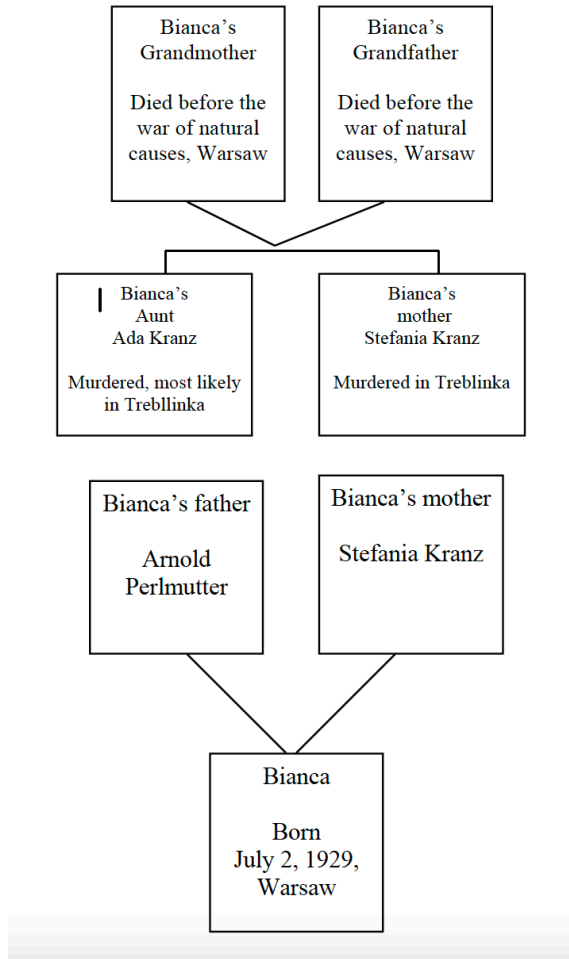 Bianca’s
Grandmother
Died before the
war of natural
causes, Warsaw
Bianca’s
Grandfather
Died before the
war of natural
causes, Warsaw
Bianca’s
Aunt
Ada Kranz
Murdered, most likely
in Trebllinka
Bianca’s
mother
Stefania Kranz
Murdered in Treblinka
Bianca’s father
Arnold
Perlmutter
Bianca’s mother
Stefania Kranz
Bianca
Born
July 2, 1929,
Warsaw